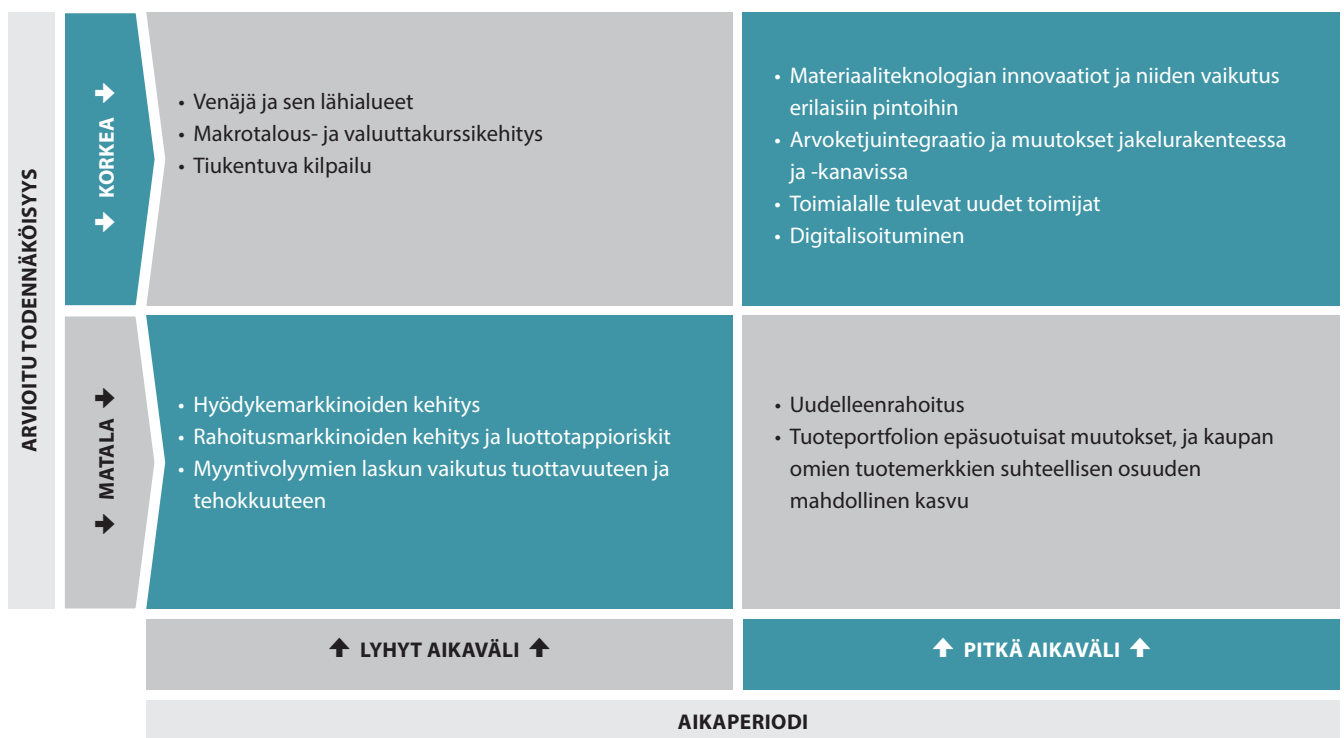 ARVIOITU TODENNÄKÖISYYS
KORKEA
• Venäjä ja sen lähialueet
• Makrotalous- ja valuuttakurssikehitys
• Tiukentuva kilpailu
• Materiaaliteknologian innovaatiot ja niiden vaikutus
erilaisiin pintoihin
• Arvoketjuintegraatio ja muutokset jakelurakenteessa
ja -kanavissa
• Toimialalle tulevat uudet toimijat
• Digitalisoituminen
MATALA
• Hyödykemarkkinoiden kehitys
• Rahoitusmarkkinoiden kehitys ja luottotappioriskit
• Myyntivolyymien laskun vaikutus tuottavuuteen ja
tehokkuuteen
• Uudelleenrahoitus
• Tuoteportfolion epäsuotuisat muutokset, ja kaupan
omien tuotemerkkien suhteellisen osuuden
mahdollinen kasvu
LYHYT AIKAVÄLI
PITKÄ AIKAVÄLI
AIKAPERIODI